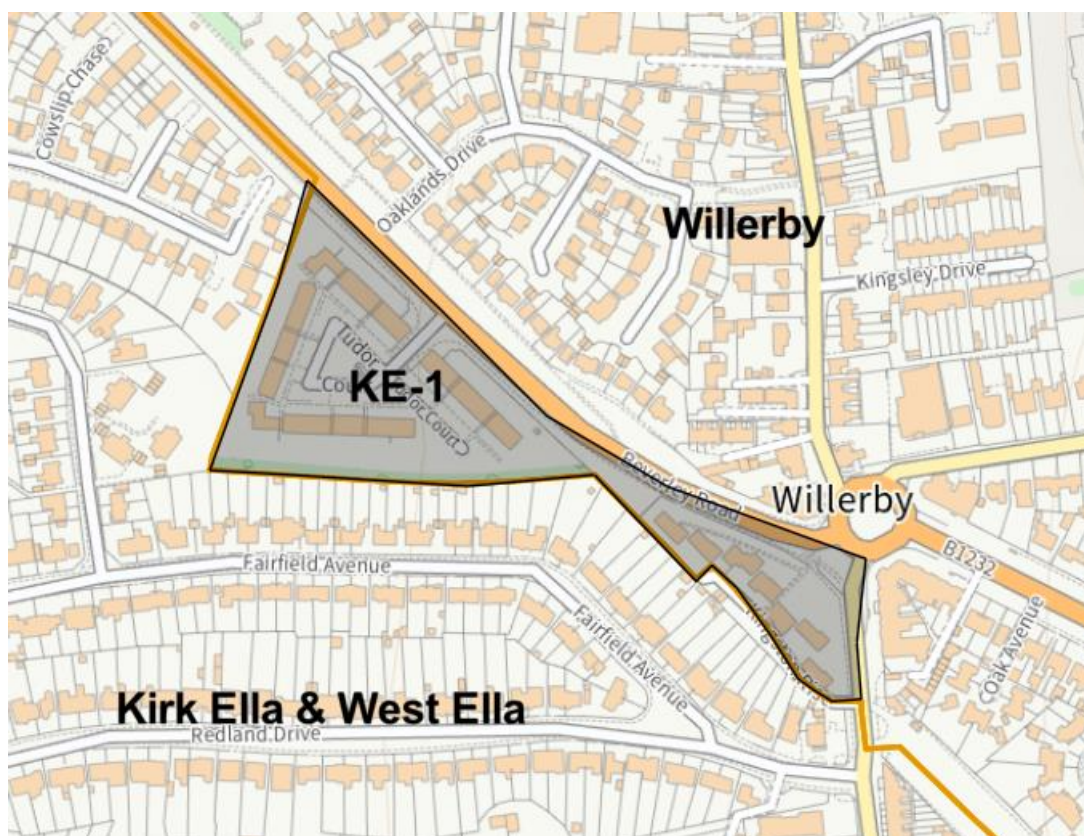 Cowslip Chase
Oaklands Drive
Willerby
Kingsley Drive
Tudor
Court
Tudor Court
KE-1
Beverley Road
Willerby
B1232
Fairfield Avenue
Fairfield Avenue
Oak Avenue
Kirk Ella & West Ella
Redland Drive